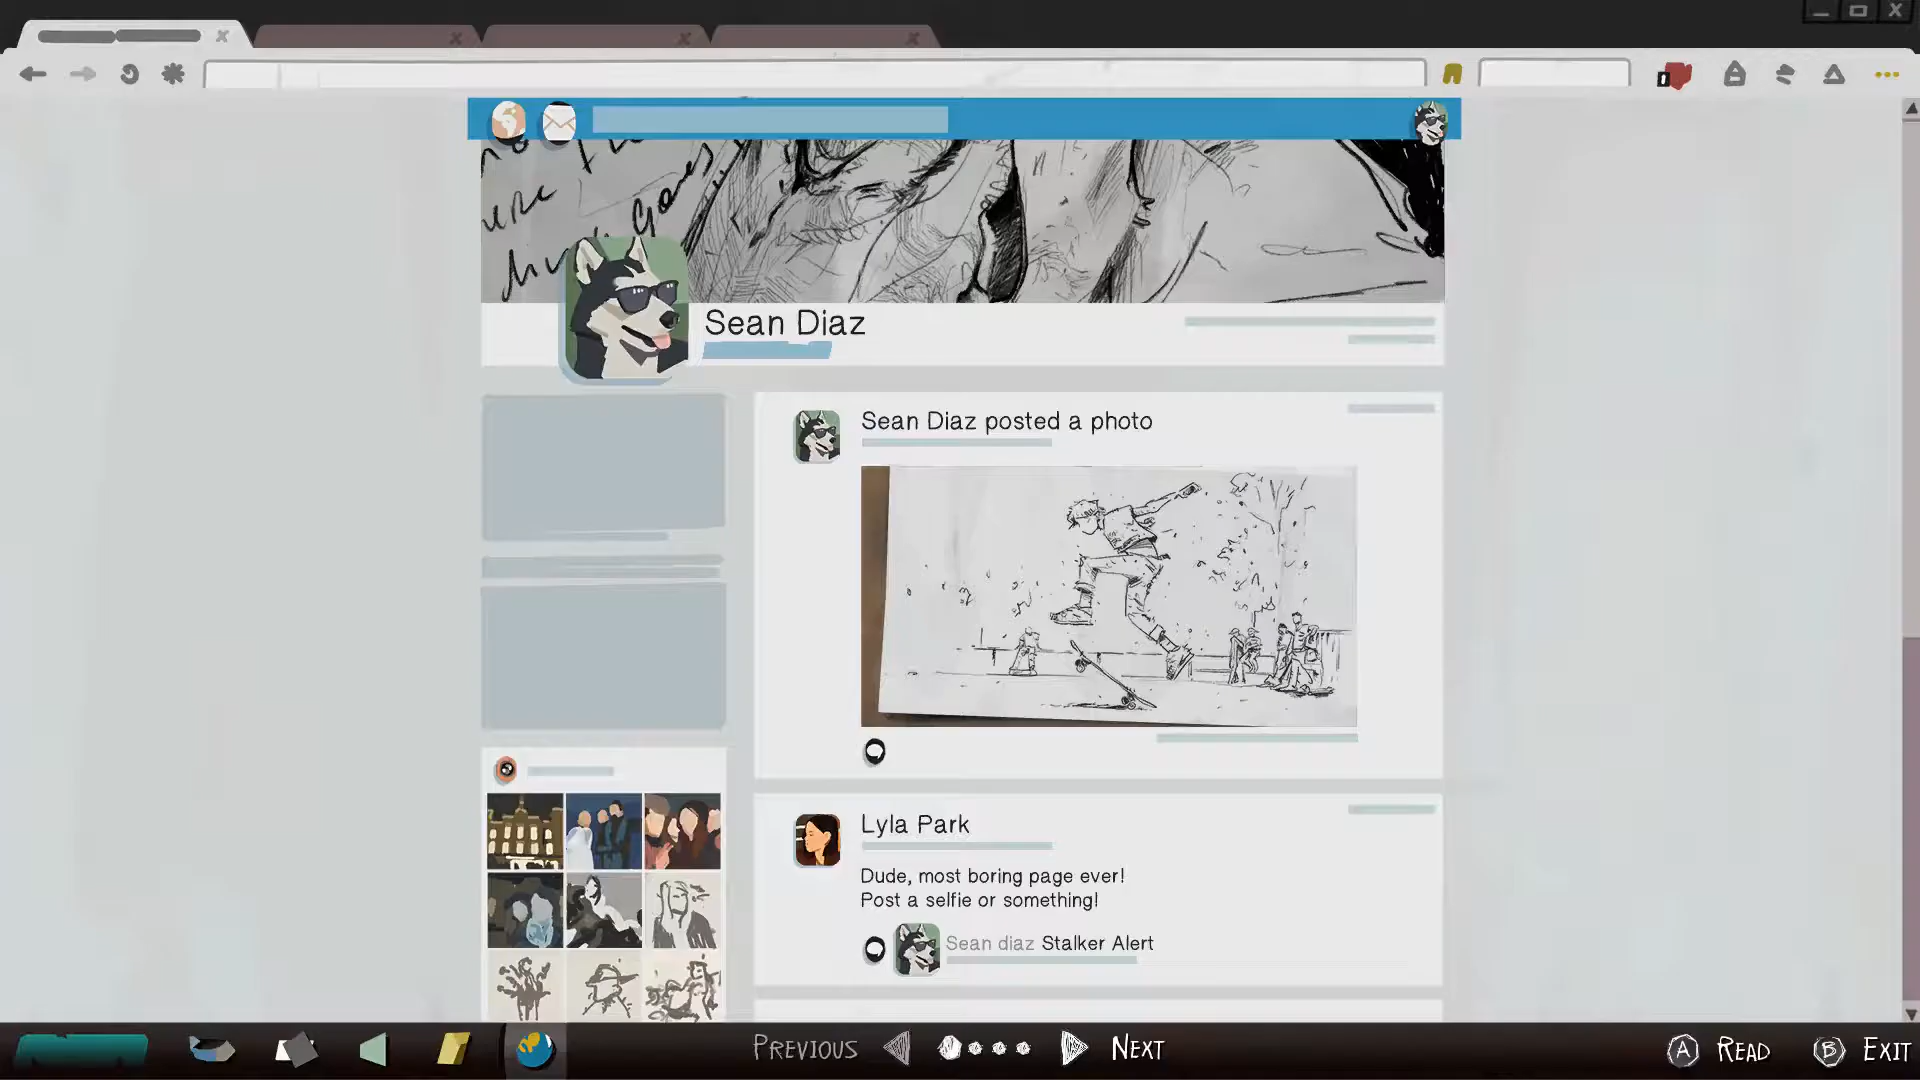 Sean Diaz
Sean Diaz posted a photo
Lyla Park
Dude, most boring page ever!
Post a selfie or something!
Sean diaz Stalker Alert
PREVIOUS
NEXT
A READ
B EXIT